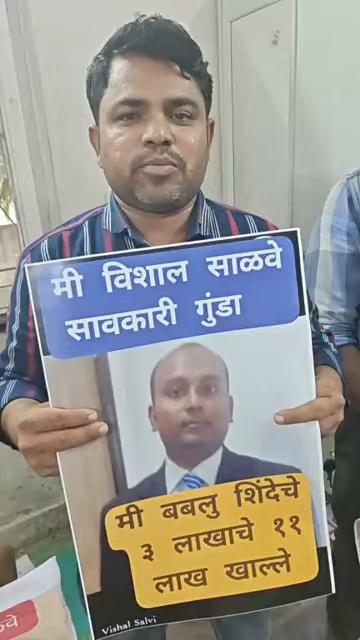 मी विशाल साळवे
सावकारी गुंडा
मी बबलु शिंदेचे
३ लाखाचे ११
लाख खाल्ले
Vishal Salvi